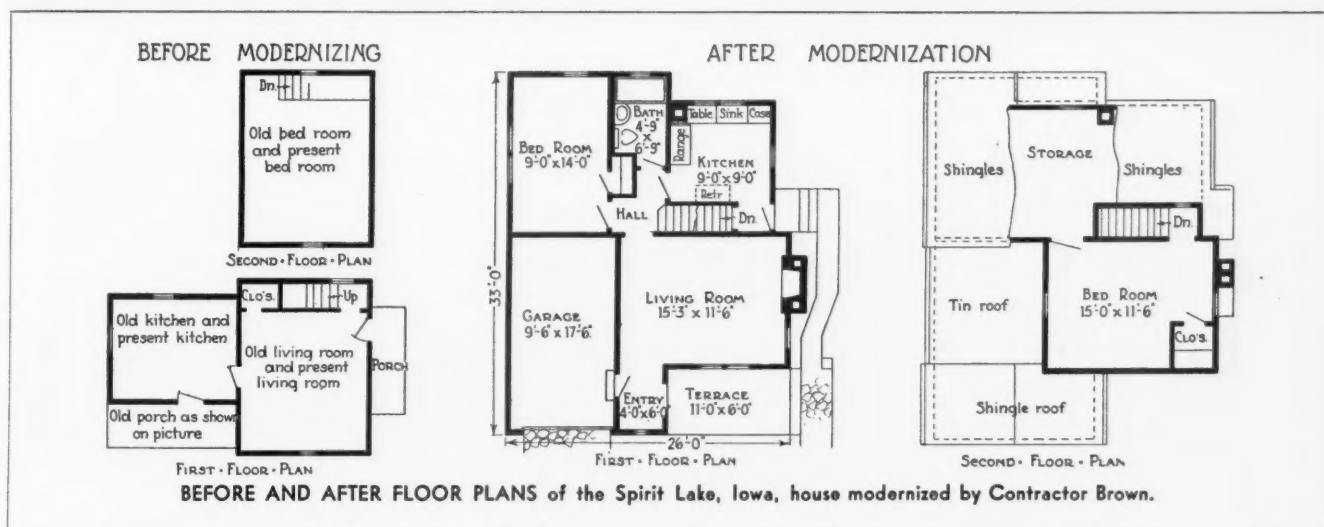 BEFORE MODERNIZING
Dn.
Old bed room
and present
bed room
SECOND · FLOOR · PLAN
CLO'S.
Up
Old kitchen and
present kitchen
Old living room
and present
living room
PORCH
Old porch as shown
on picture
FIRST · FLOOR · PLAN
AFTER MODERNIZATION
BATH
4'-9"
x
6'-9"
Table
Sink
Case
Range
BED ROOM
9'-0" x 14'-0"
KITCHEN
9'-0" x 9'-0"
Refr
HALL
Dn.
33'-0"
LIVING ROOM
15'-3" x 11'-6"
GARAGE
9'-6" x 17'-6"
ENTRY
4'-0" x 6'-0"
TERRACE
11'-0" x 6'-0"
26'-0"
FIRST · FLOOR · PLAN
STORAGE
Shingles
Shingles
Dn.
Tin roof
BED ROOM
15'-0" x 11'-6"
CLO'S.
Shingle roof
SECOND · FLOOR · PLAN
BEFORE AND AFTER FLOOR PLANS of the Spirit Lake, Iowa, house modernized by Contractor Brown.